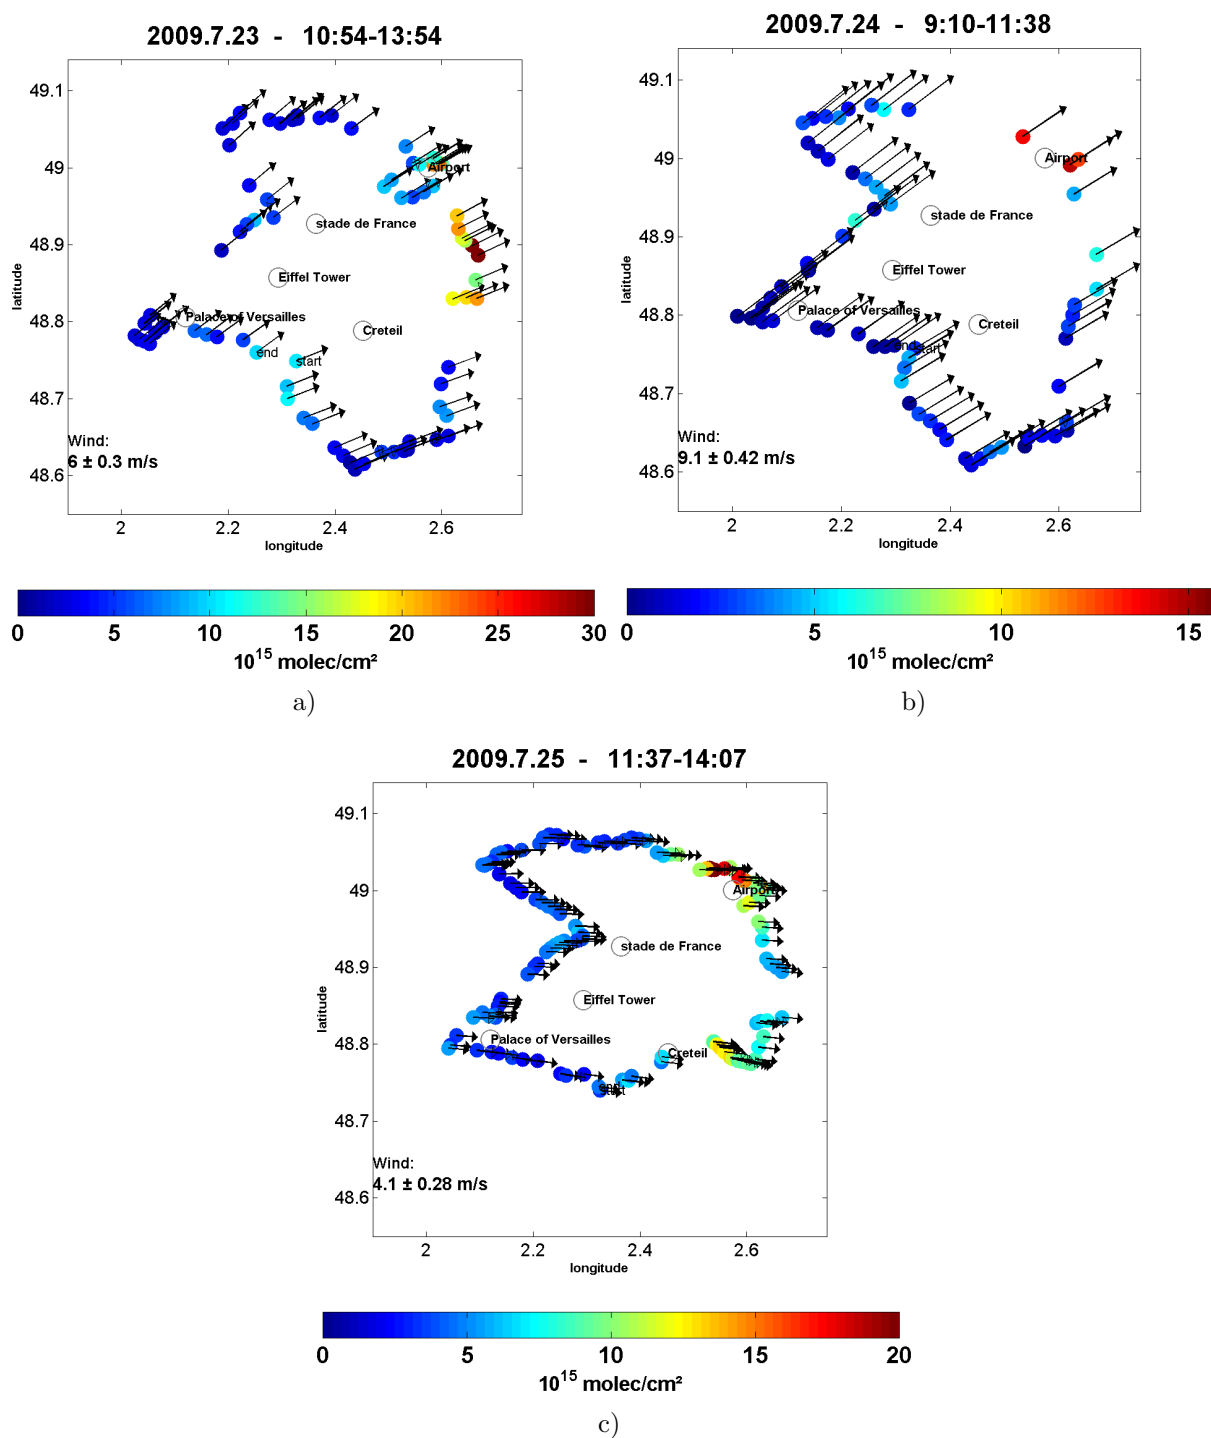 2009.7.23 - 10:54-13:54
49.1
49
48.9
48.8
48.7
48.6
latitude
Airport
stade de France
Eiffel Tower
Palace of Versailles
Creteil
end
start
Wind:
6 ± 0.3 m/s
2 2.2 2.4 2.6
longitude
0 5 10 15 20 25 30
10^15 molec/cm²
a)
2009.7.24 - 9:10-11:38
49.1
49
48.9
48.8
48.7
48.6
latitude
Airport
stade de France
Eiffel Tower
Palace of Versailles
Creteil
end
start
Wind:
9.1 ± 0.42 m/s
2 2.2 2.4 2.6
longitude
0 5 10 15
10^15 molec/cm²
b)
2009.7.25 - 11:37-14:07
49.1
49
48.9
48.8
48.7
48.6
latitude
Airport
stade de France
Eiffel Tower
Palace of Versailles
Creteil
end
start
Wind:
4.1 ± 0.28 m/s
2 2.2 2.4 2.6
longitude
0 5 10 15 20
10^15 molec/cm²
c)